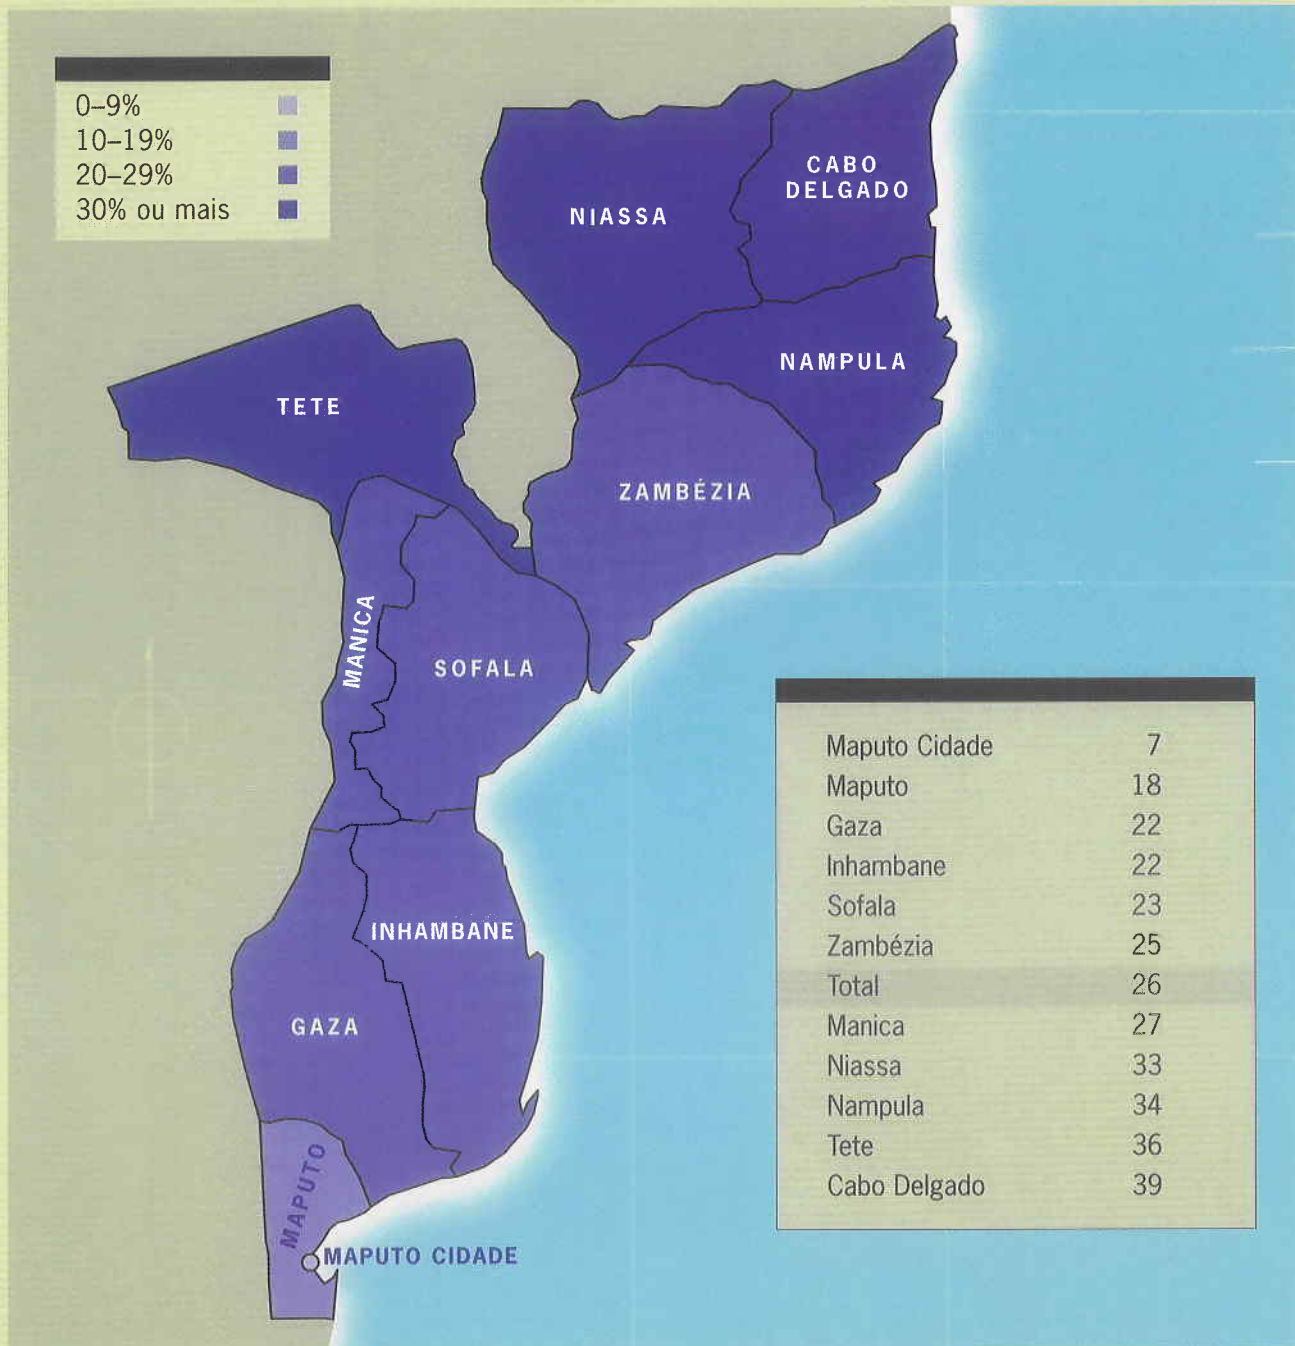 0–9%
10–19%
20–29%
30% ou mais
CABO
DELGADO
NIASSA
NAMPULA
TETE
ZAMBÉZIA
MANICA
SOFALA
INHAMBANE
GAZA
MAPUTO
MAPUTO CIDADE
Maputo Cidade 7
Maputo 18
Gaza 22
Inhambane 22
Sofala 23
Zambézia 25
Total 26
Manica 27
Niassa 33
Nampula 34
Tete 36
Cabo Delgado 39